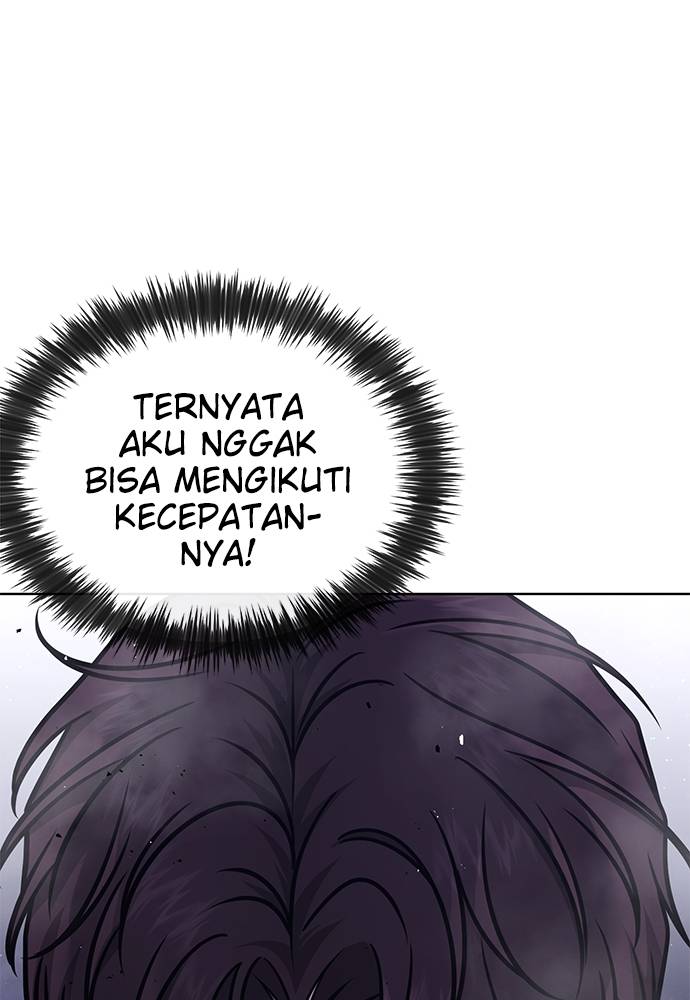 TERNYATA
AKU NGGAK
BISA MENGIKUTI
KECEPATAN-
NYA!